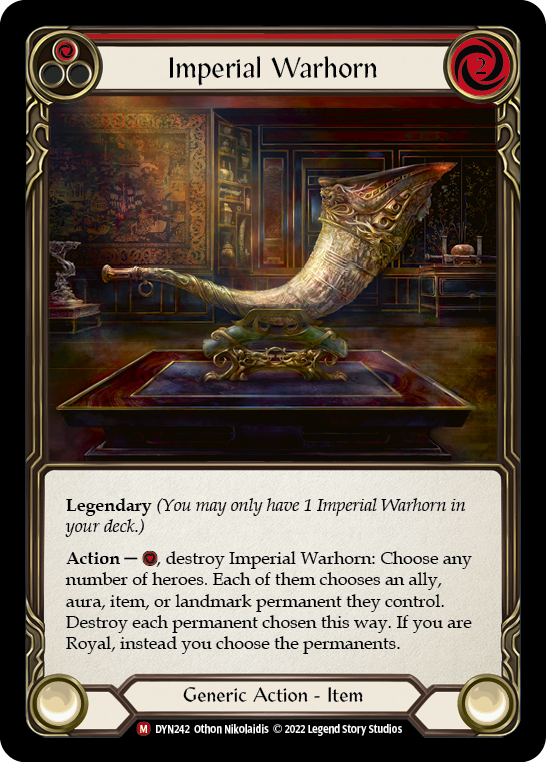 Imperial Warhorn
2
Legendary (You may only have 1 Imperial Warhorn in
your deck.)
Action — , destroy Imperial Warhorn: Choose any
number of heroes. Each of them chooses an ally,
aura, item, or landmark permanent they control.
Destroy each permanent chosen this way. If you are
Royal, instead you choose the permanents.
Generic Action - Item
M DYN242 Othon Nikolaidis © 2022 Legend Story Studios